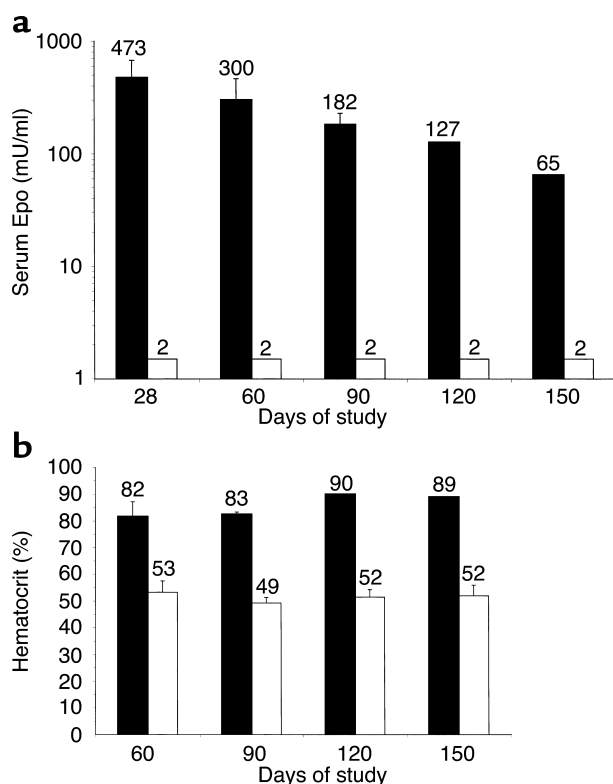 a
1000
473
300
182
127
65
100
10
2 2 2 2 2
1
Serum Epo (mU/ml)
28 60 90 120 150
Days of study
b
100
90
80
70
60
50
40
30
20
10
0
82 83 90 89
53 49 52 52
Hematocrit (%)
60 90 120 150
Days of study